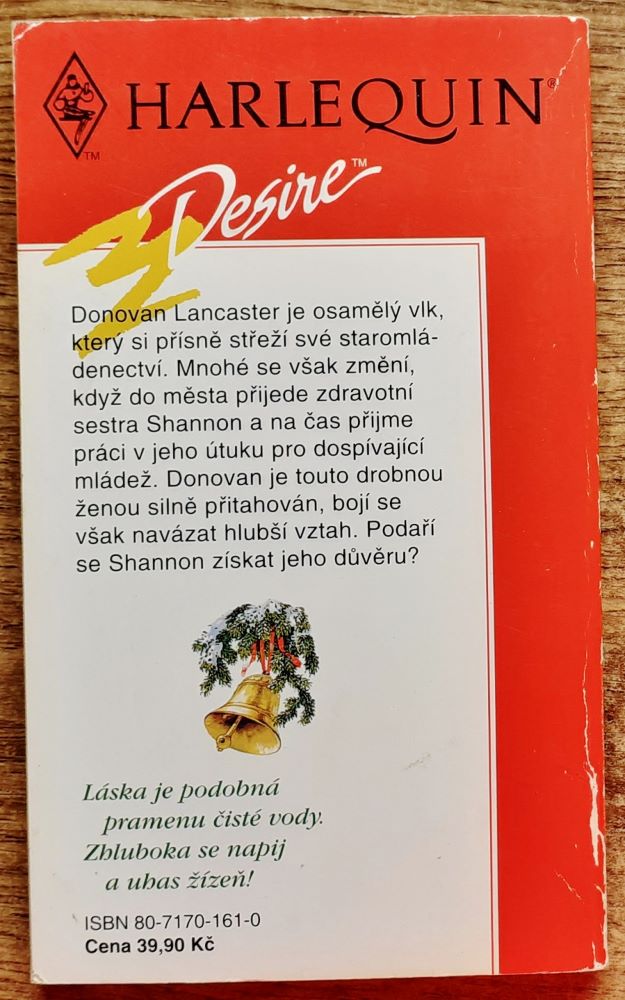 HARLEQUIN®
TM
Desire™
Donovan Lancaster je osamělý vlk,
který si přísně střeží své staromlá-
denectví. Mnohé se však změní,
když do města přijede zdravotní
sestra Shannon a na čas přijme
práci v jeho útuku pro dospívající
mládež. Donovan je touto drobnou
ženou silně přitahován, bojí se
však navázat hlubší vztah. Podaří
se Shannon získat jeho důvěru?
Láska je podobná
pramenu čisté vody.
Zhluboka se napij
a uhas žízeň!
ISBN 80-7170-161-0
Cena 39,90 Kč